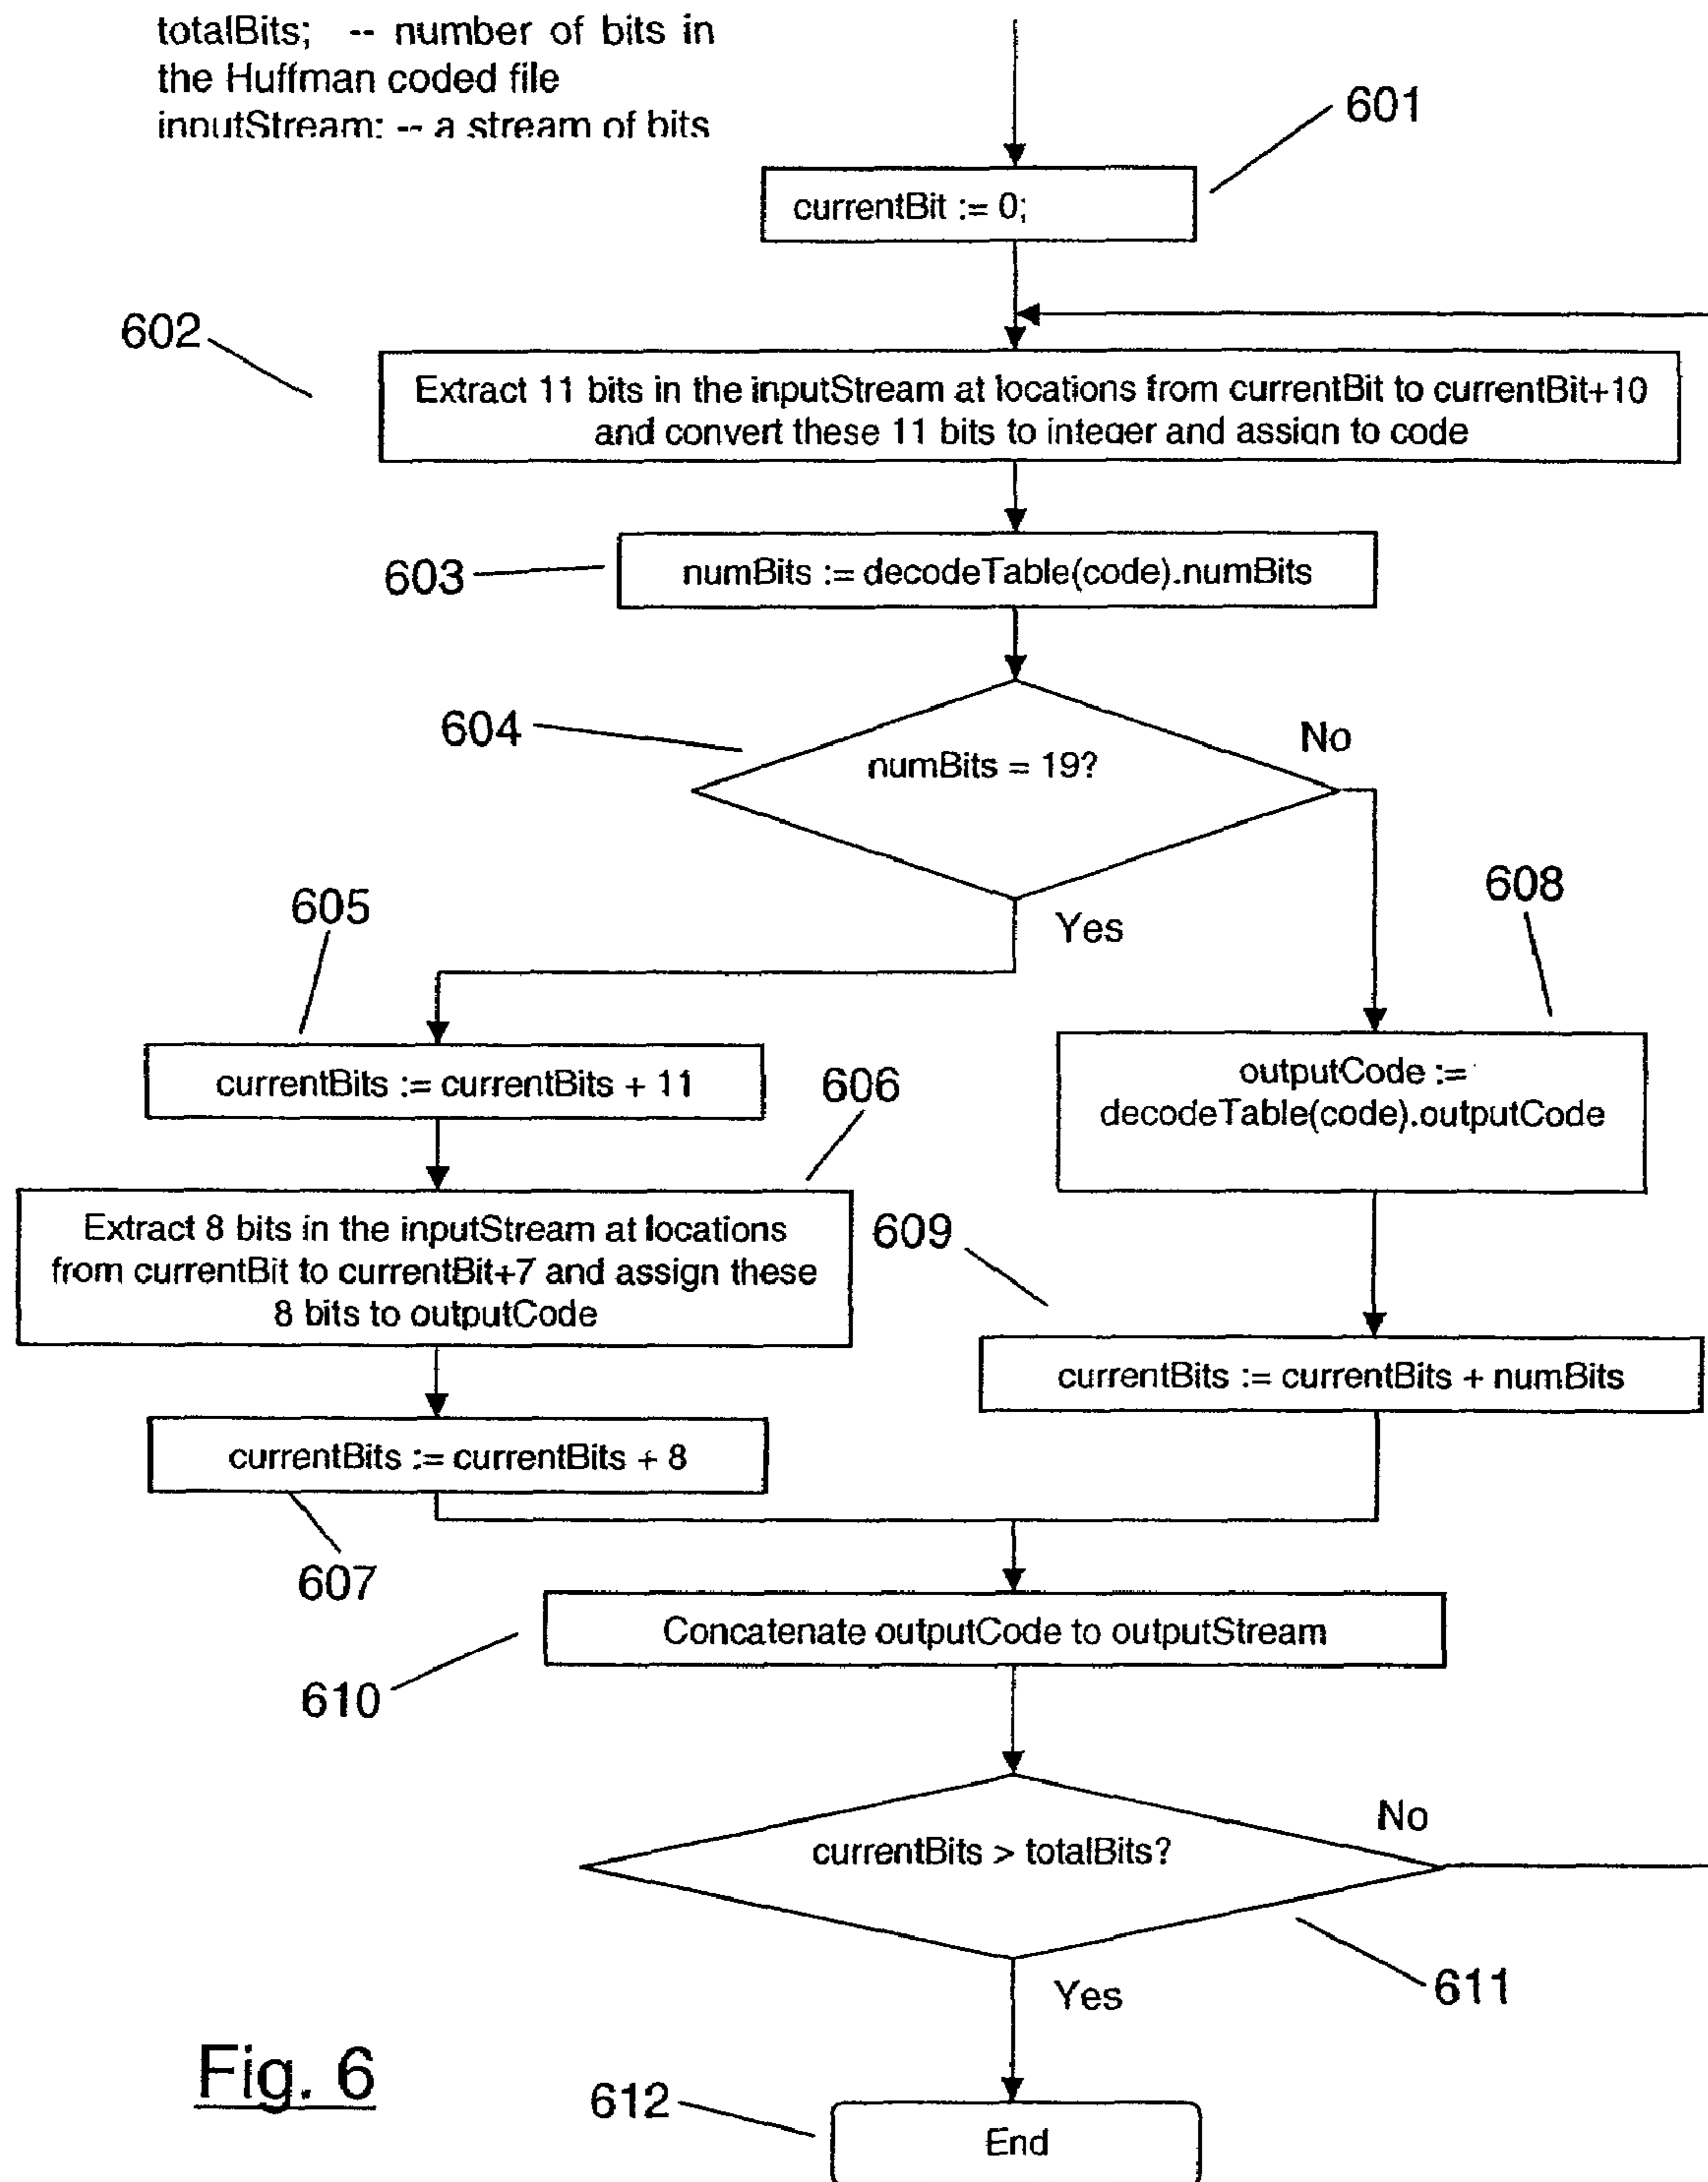 totalBits; -- number of bits in
the Huffman coded file
inputStream: -- a stream of bits
601
currentBit := 0;
602
Extract 11 bits in the inputStream at locations from currentBit to currentBit+10
and convert these 11 bits to integer and assign to code
603
numBits := decodeTable(code).numBits
604
numBits = 19?
No
Yes
605
currentBits := currentBits + 11
606
Extract 8 bits in the inputStream at locations
from currentBit to currentBit+7 and assign these
8 bits to outputCode
607
currentBits := currentBits + 8
608
outputCode :=
decodeTable(code).outputCode
609
currentBits := currentBits + numBits
610
Concatenate outputCode to outputStream
611
currentBits > totalBits?
No
Yes
612
End
Fig. 6